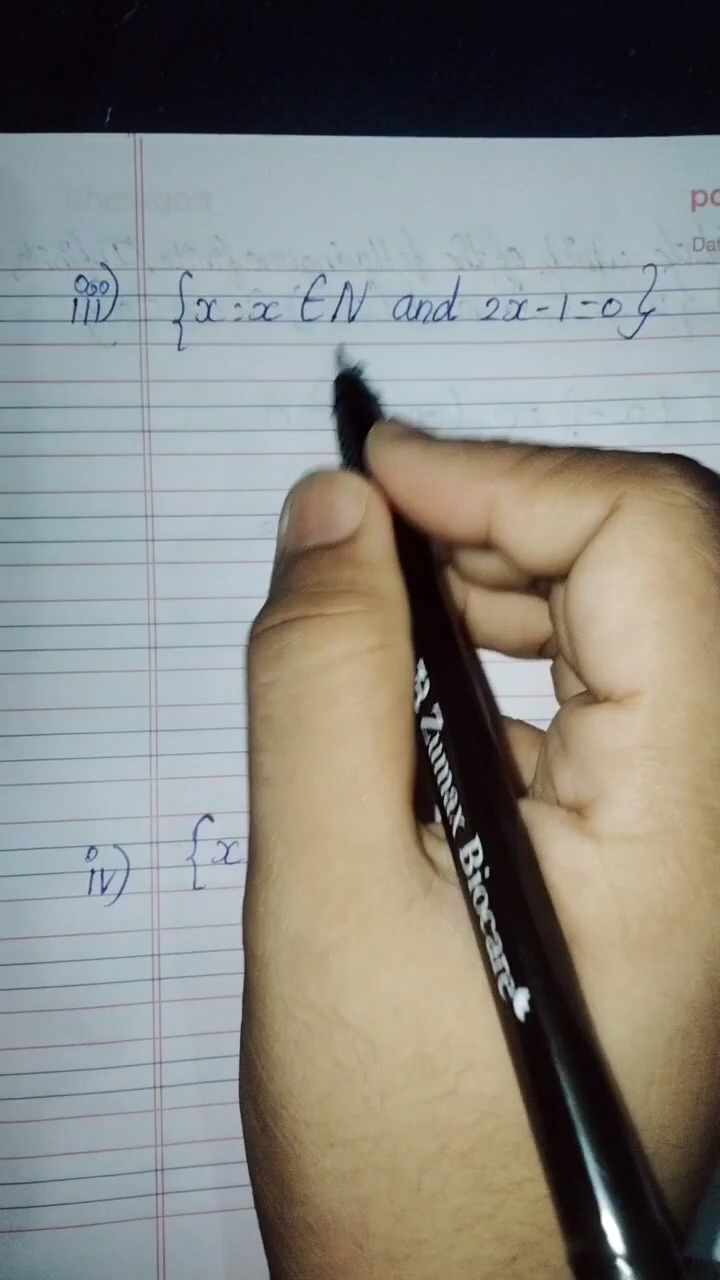 iii) {x : x ∈ N and 2x - 1 = 0}
iv) {x
Zumax Biocare